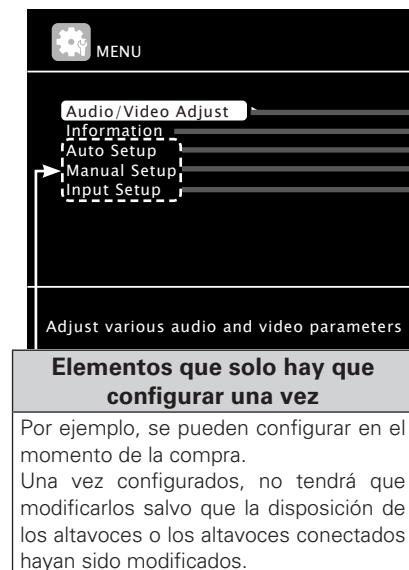 MENU
Audio/Video Adjust
Information
Auto Setup
Manual Setup
Input Setup
Adjust various audio and video parameters
Elementos que solo hay que
configurar una vez
Por ejemplo, se pueden configurar en el
momento de la compra.
Una vez configurados, no tendrá que
modificarlos salvo que la disposición de
los altavoces o los altavoces conectados
hayan sido modificados.